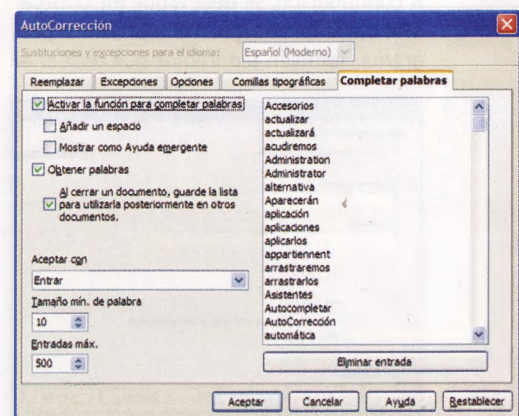 AutoCorrección
Sustituciones y excepciones para el idioma:
Español (Moderno)
Reemplazar
Excepciones
Opciones
Comillas tipográficas
Completar palabras
Activar la función para completar palabras
Añadir un espacio
Mostrar como Ayuda emergente
Obtener palabras
Al cerrar un documento, guarde la lista
para utilizarla posteriormente en otros
documentos.
Aceptar con
Entrar
Tamaño mín. de palabra
10
Entradas máx.
500
Accesorios
actualizar
actualizará
acudiremos
Administration
Administrator
alternativa
Aparecerán
aplicación
aplicaciones
aplicarlos
appartiennent
arrastraremos
arrastrarlos
Asistentes
Autocompletar
AutoCorrección
automática
Eliminar entrada
Aceptar
Cancelar
Ayuda
Restablecer